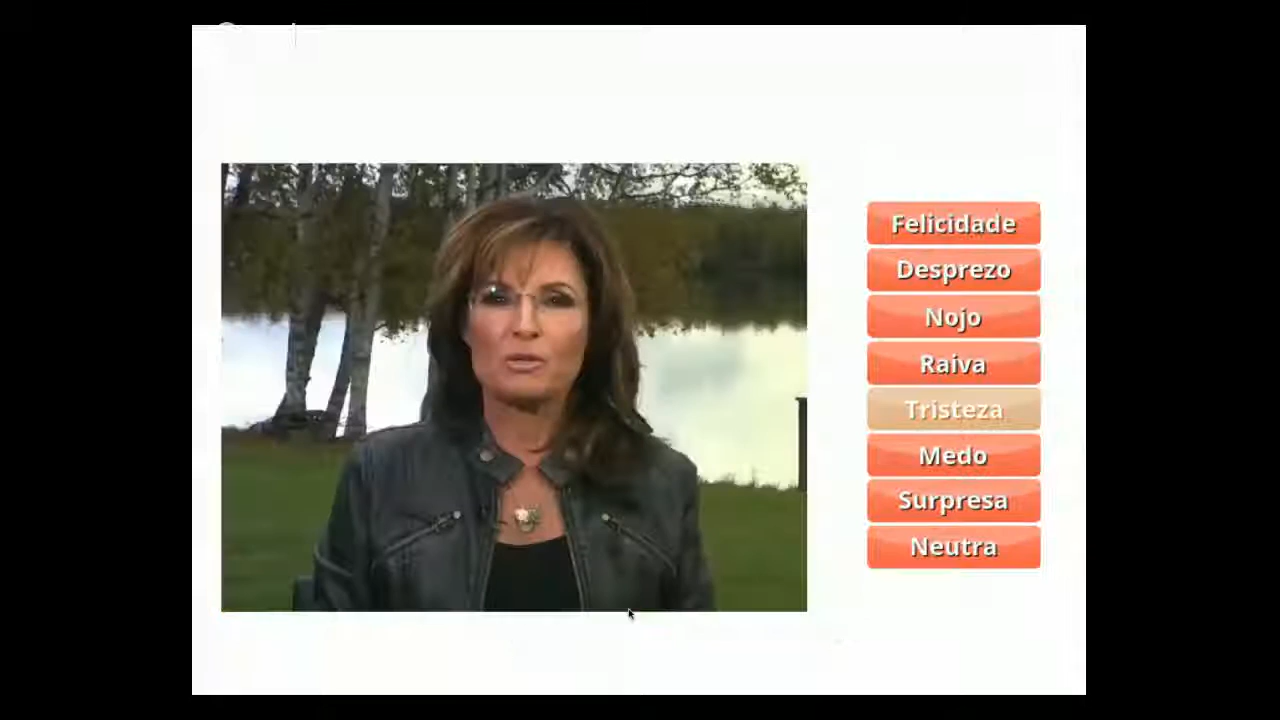 Felicidade
Desprezo
Nojo
Raiva
Tristeza
Medo
Surpresa
Neutra